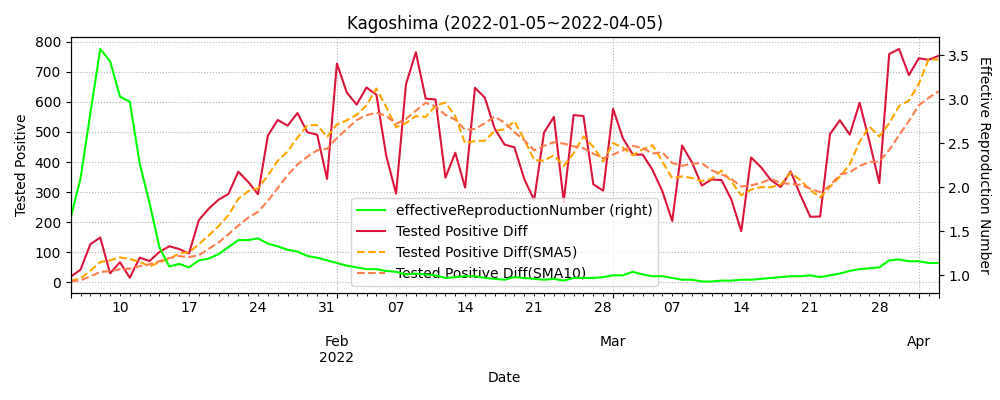 Kagoshima (2022-01-05~2022-04-05)
Tested Positive
800
700
600
500
400
300
200
100
0
3.5
3.0
2.5
2.0
1.5
1.0
Effective Reproduction Number
effectiveReproductionNumber (right)
Tested Positive Diff
Tested Positive Diff(SMA5)
Tested Positive Diff(SMA10)
10 17 24 31 07 14 21 28 07 14 21 28
Feb Mar Apr
2022
Date